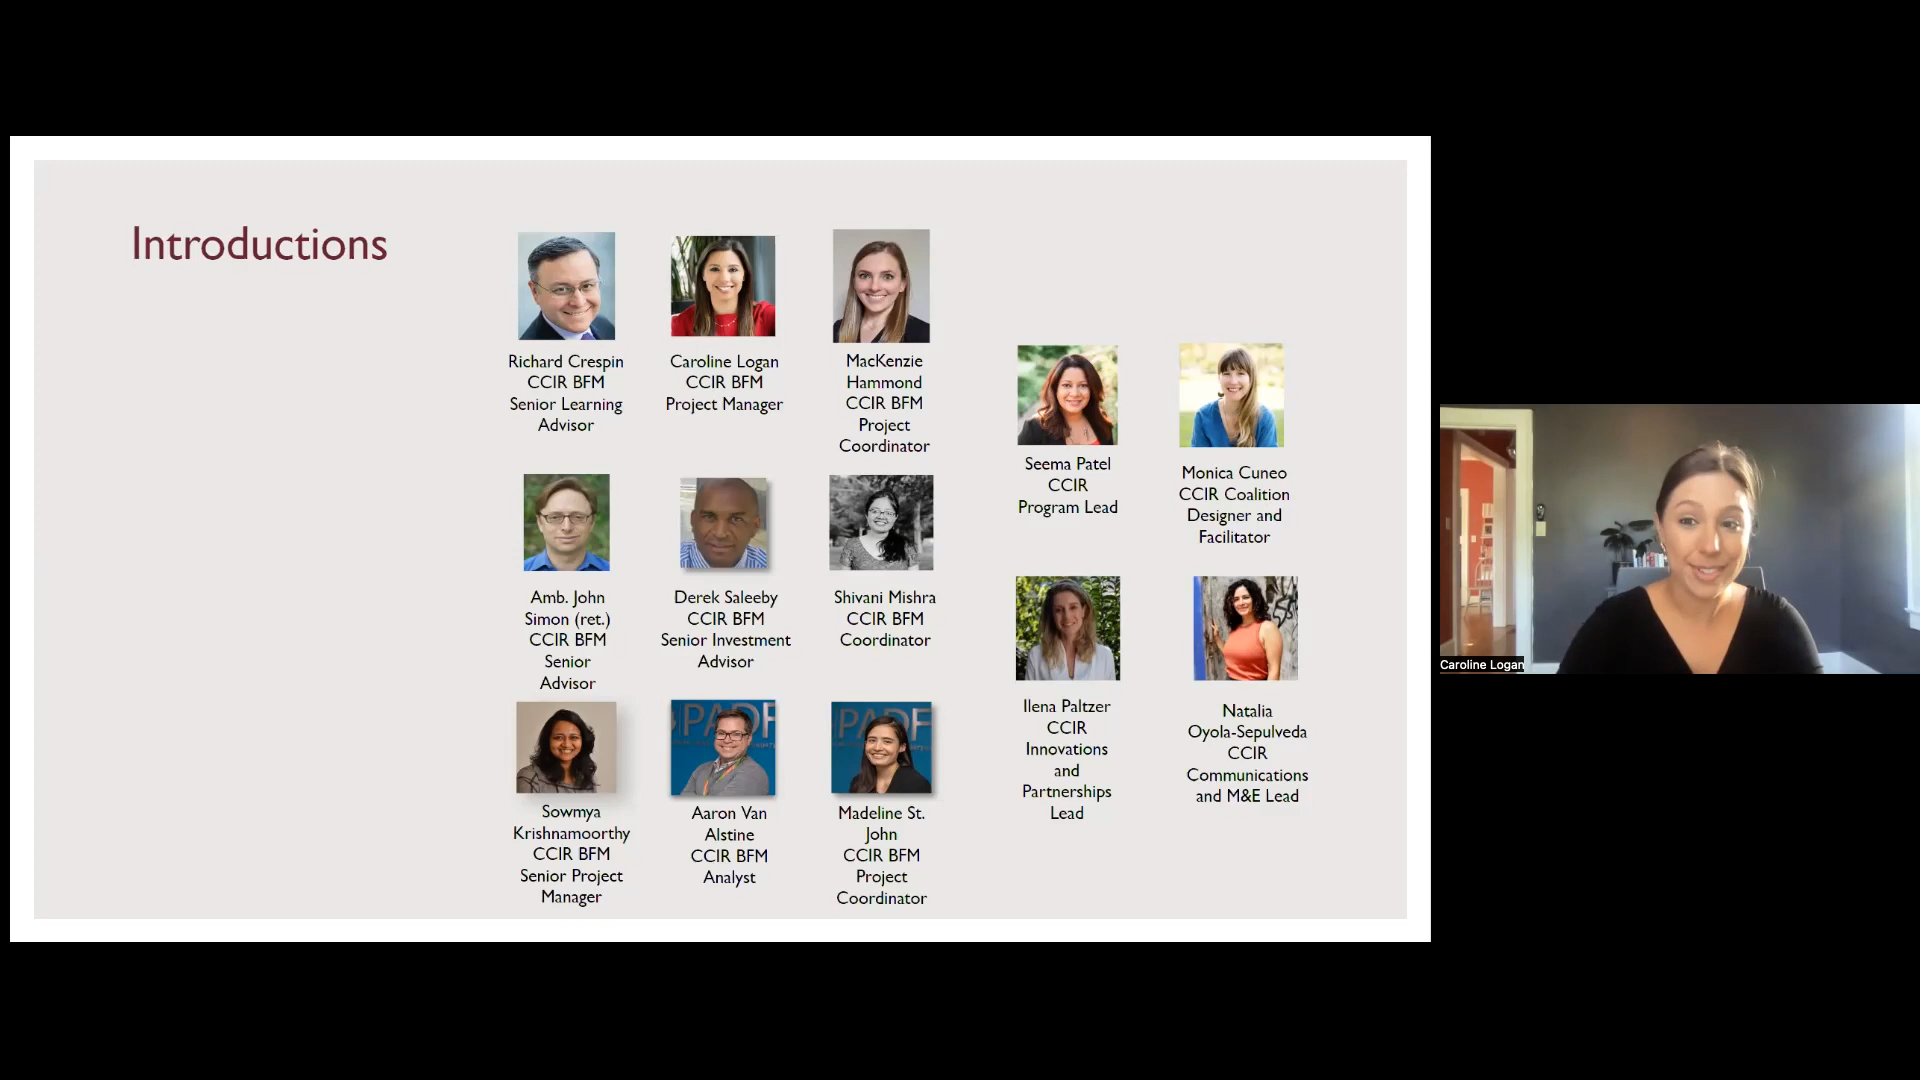 Introductions
Richard Crespin
CCIR BFM
Senior Learning
Advisor
Caroline Logan
CCIR BFM
Project Manager
MacKenzie
Hammond
CCIR BFM
Project
Coordinator
Seema Patel
CCIR
Program Lead
Monica Cuneo
CCIR Coalition
Designer and
Facilitator
Amb. John
Simon (ret.)
CCIR BFM
Senior
Advisor
Derek Saleeby
CCIR BFM
Senior Investment
Advisor
Shivani Mishra
CCIR BFM
Coordinator
Ilena Paltzer
CCIR
Innovations
and
Partnerships
Lead
Natalia
Oyola-Sepulveda
CCIR
Communications
and M&E Lead
PADF
PADF
Sowmya
Krishnamoorthy
CCIR BFM
Senior Project
Manager
Aaron Van
Alstine
CCIR BFM
Analyst
Madeline St.
John
CCIR BFM
Project
Coordinator
Caroline Logan